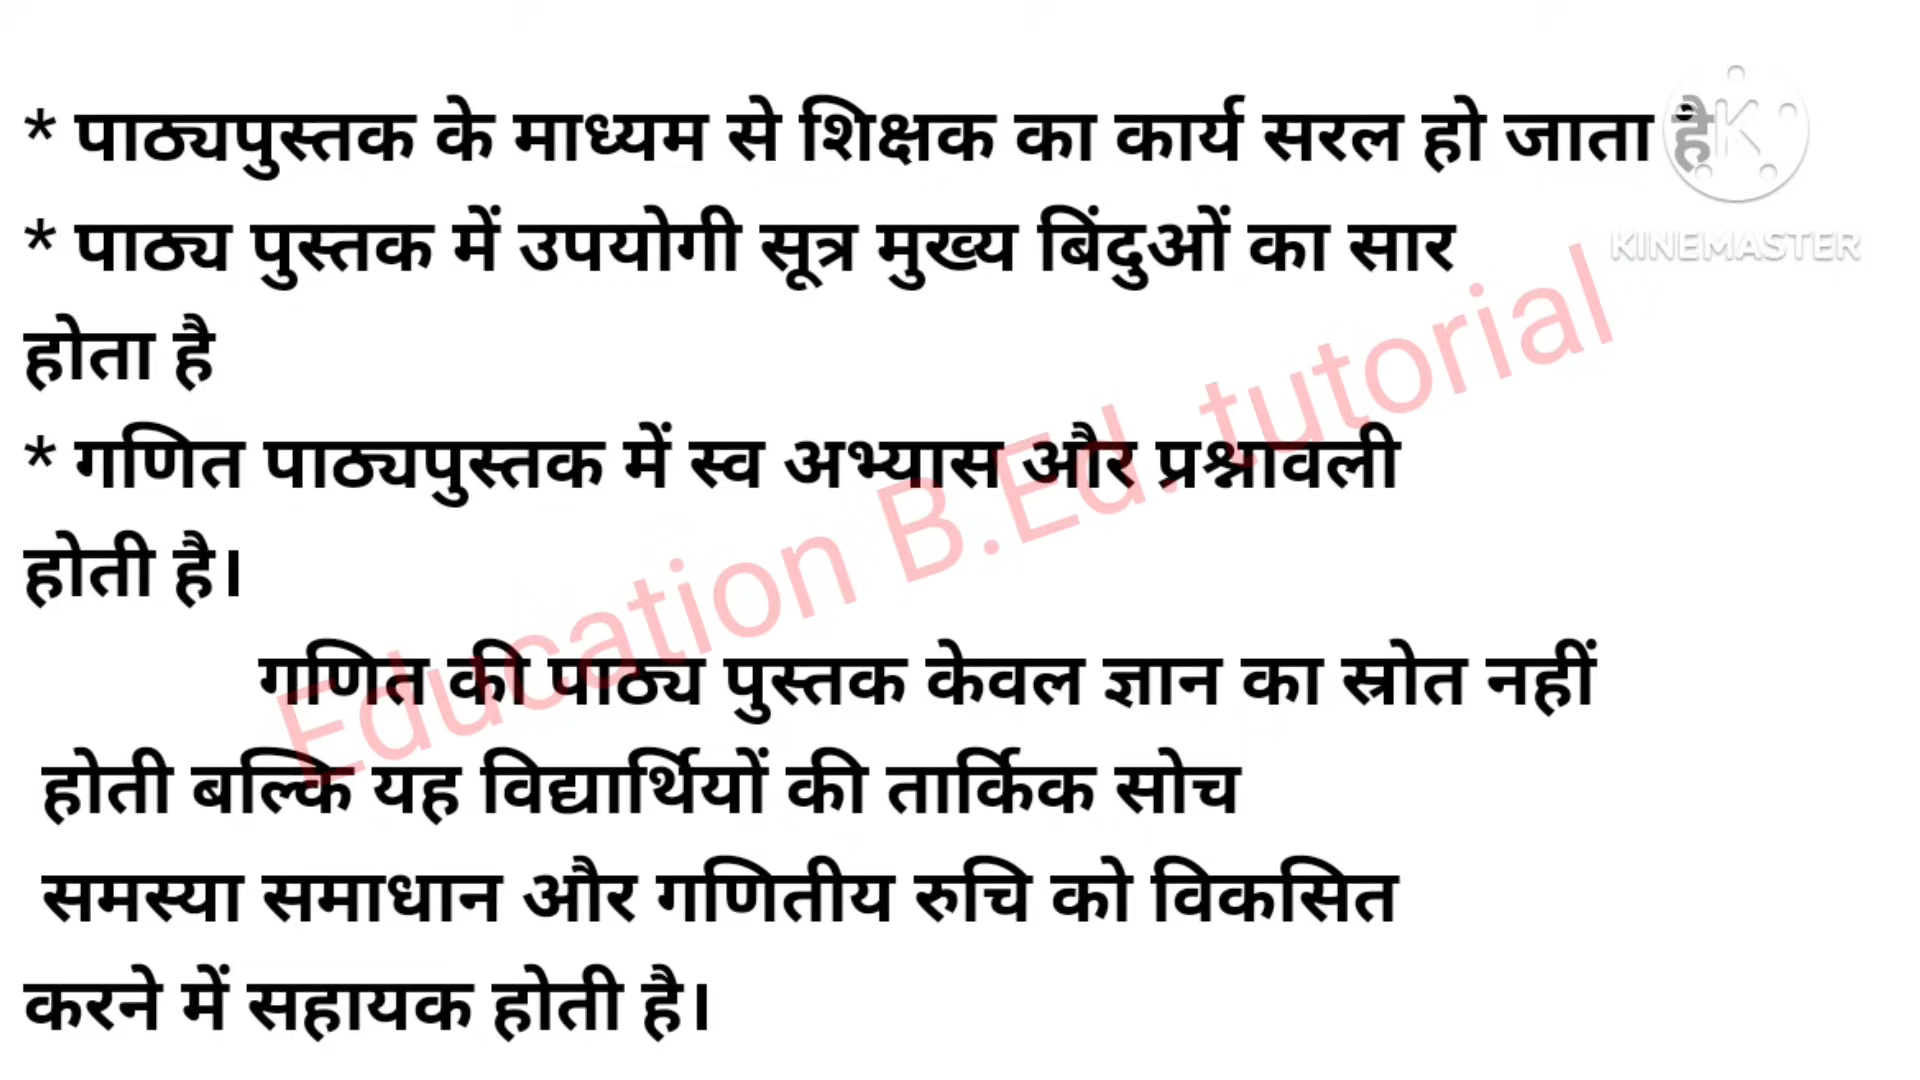 * पाठ्यपुस्तक के माध्यम से शिक्षक का कार्य सरल हो जाता है
* पाठ्य पुस्तक में उपयोगी सूत्र मुख्य बिंदुओं का सार
होता है
* गणित पाठ्यपुस्तक में स्व अभ्यास और प्रश्नावली
होती है।
गणित की पाठ्य पुस्तक केवल ज्ञान का स्रोत नहीं
होती बल्कि यह विद्यार्थियों की तार्किक सोच
समस्या समाधान और गणितीय रुचि को विकसित
करने में सहायक होती है।
Education B.Ed. tutorial
K
KINEMASTER